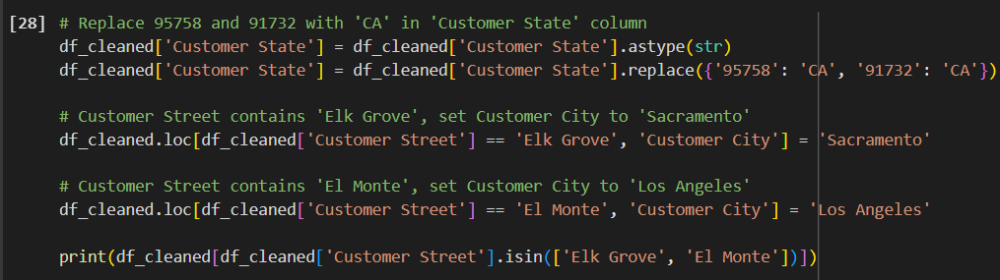 [28] # Replace 95758 and 91732 with 'CA' in 'Customer State' column
df_cleaned['Customer State'] = df_cleaned['Customer State'].astype(str)
df_cleaned['Customer State'] = df_cleaned['Customer State'].replace({'95758': 'CA', '91732': 'CA'})
# Customer Street contains 'Elk Grove', set Customer City to 'Sacramento'
df_cleaned.loc[df_cleaned['Customer Street'] == 'Elk Grove', 'Customer City'] = 'Sacramento'
# Customer Street contains 'El Monte', set Customer City to 'Los Angeles'
df_cleaned.loc[df_cleaned['Customer Street'] == 'El Monte', 'Customer City'] = 'Los Angeles'
print(df_cleaned[df_cleaned['Customer Street'].isin(['Elk Grove', 'El Monte'])])